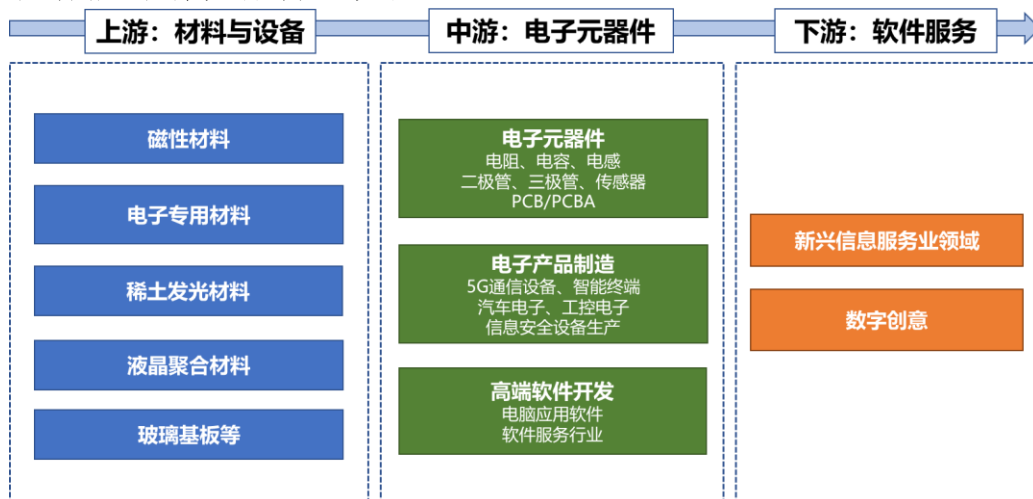 上游：材料与设备
中游：电子元器件
下游：软件服务
磁性材料
电子专用材料
稀土发光材料
液晶聚合材料
玻璃基板等
电子元器件
电阻、电容、电感
二极管、三极管、传感器
PCB/PCBA
电子产品制造
5G通信设备、智能终端
汽车电子、工控电子
信息安全设备生产
高端软件开发
电脑应用软件
软件服务行业
新兴信息服务业领域
数字创意